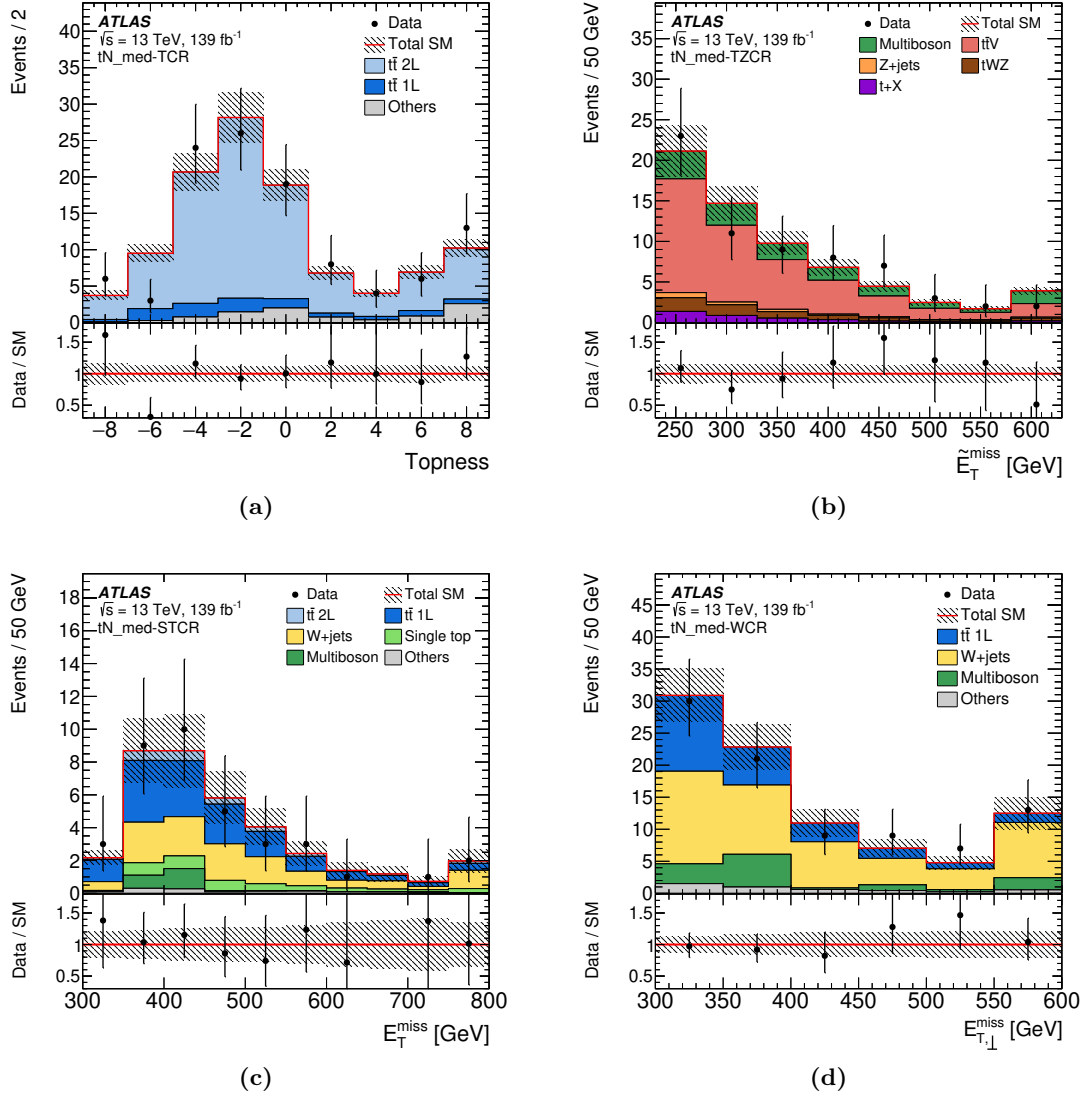 Events / 2
40
35
30
25
20
15
10
5
0
ATLAS
√s = 13 TeV, 139 fb⁻¹
tN_med-TCR
Data
Total SM
tt̄ 2L
tt̄ 1L
Others
Data / SM
1.5
1
0.5
−8 −6 −4 −2 0 2 4 6 8
Topness
(a)
Events / 50 GeV
35
30
25
20
15
10
5
0
ATLAS
√s = 13 TeV, 139 fb⁻¹
tN_med-TZCR
Data Total SM
Multiboson tt̄V
Z+jets tWZ
t+X
Data / SM
1.5
1
0.5
250 300 350 400 450 500 550 600
Ẽ_T^miss [GeV]
(b)
Events / 50 GeV
18
16
14
12
10
8
6
4
2
0
ATLAS
√s = 13 TeV, 139 fb⁻¹
tN_med-STCR
Data Total SM
tt̄ 2L tt̄ 1L
W+jets Single top
Multiboson Others
Data / SM
1.5
1
0.5
300 400 500 600 700 800
E_T^miss [GeV]
(c)
Events / 50 GeV
45
40
35
30
25
20
15
10
5
0
ATLAS
√s = 13 TeV, 139 fb⁻¹
tN_med-WCR
Data
Total SM
tt̄ 1L
W+jets
Multiboson
Others
Data / SM
1.5
1
0.5
300 350 400 450 500 550 600
E_T,⊥^miss [GeV]
(d)